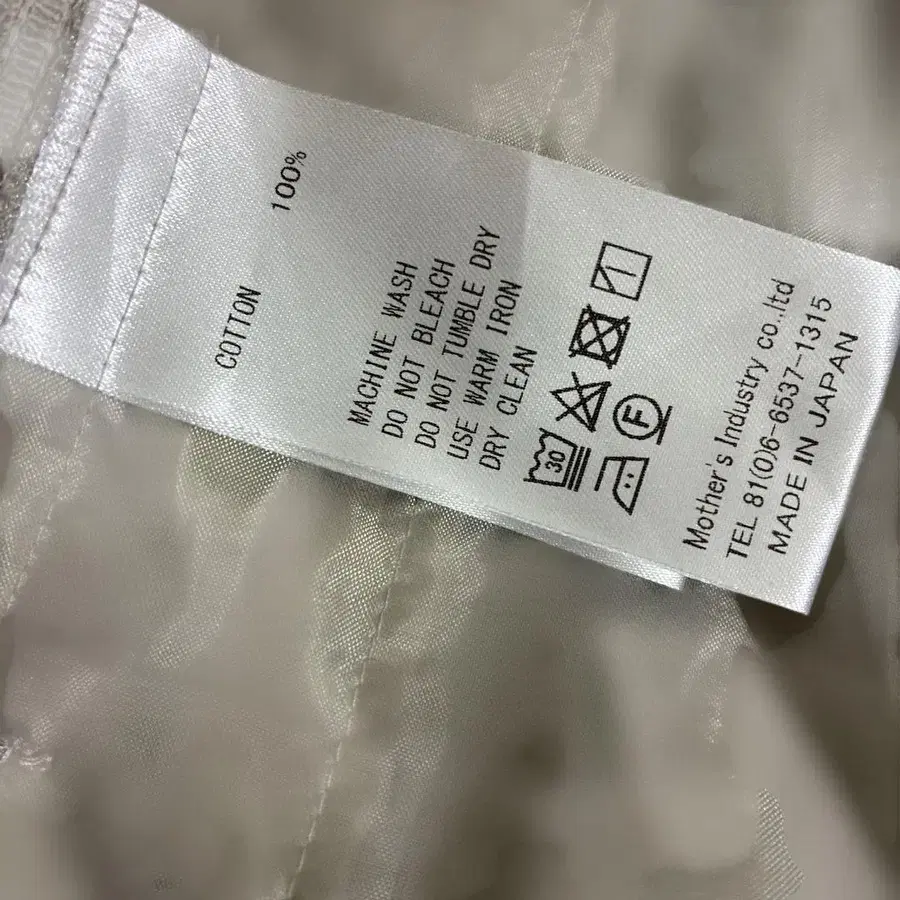 COTTON 100%
MACHINE WASH
DO NOT BLEACH
DO NOT TUMBLE DRY
USE WARM IRON
DRY CLEAN
30
F
Mother's Industry co.,ltd
TEL 81(0)6-6537-1315
MADE IN JAPAN